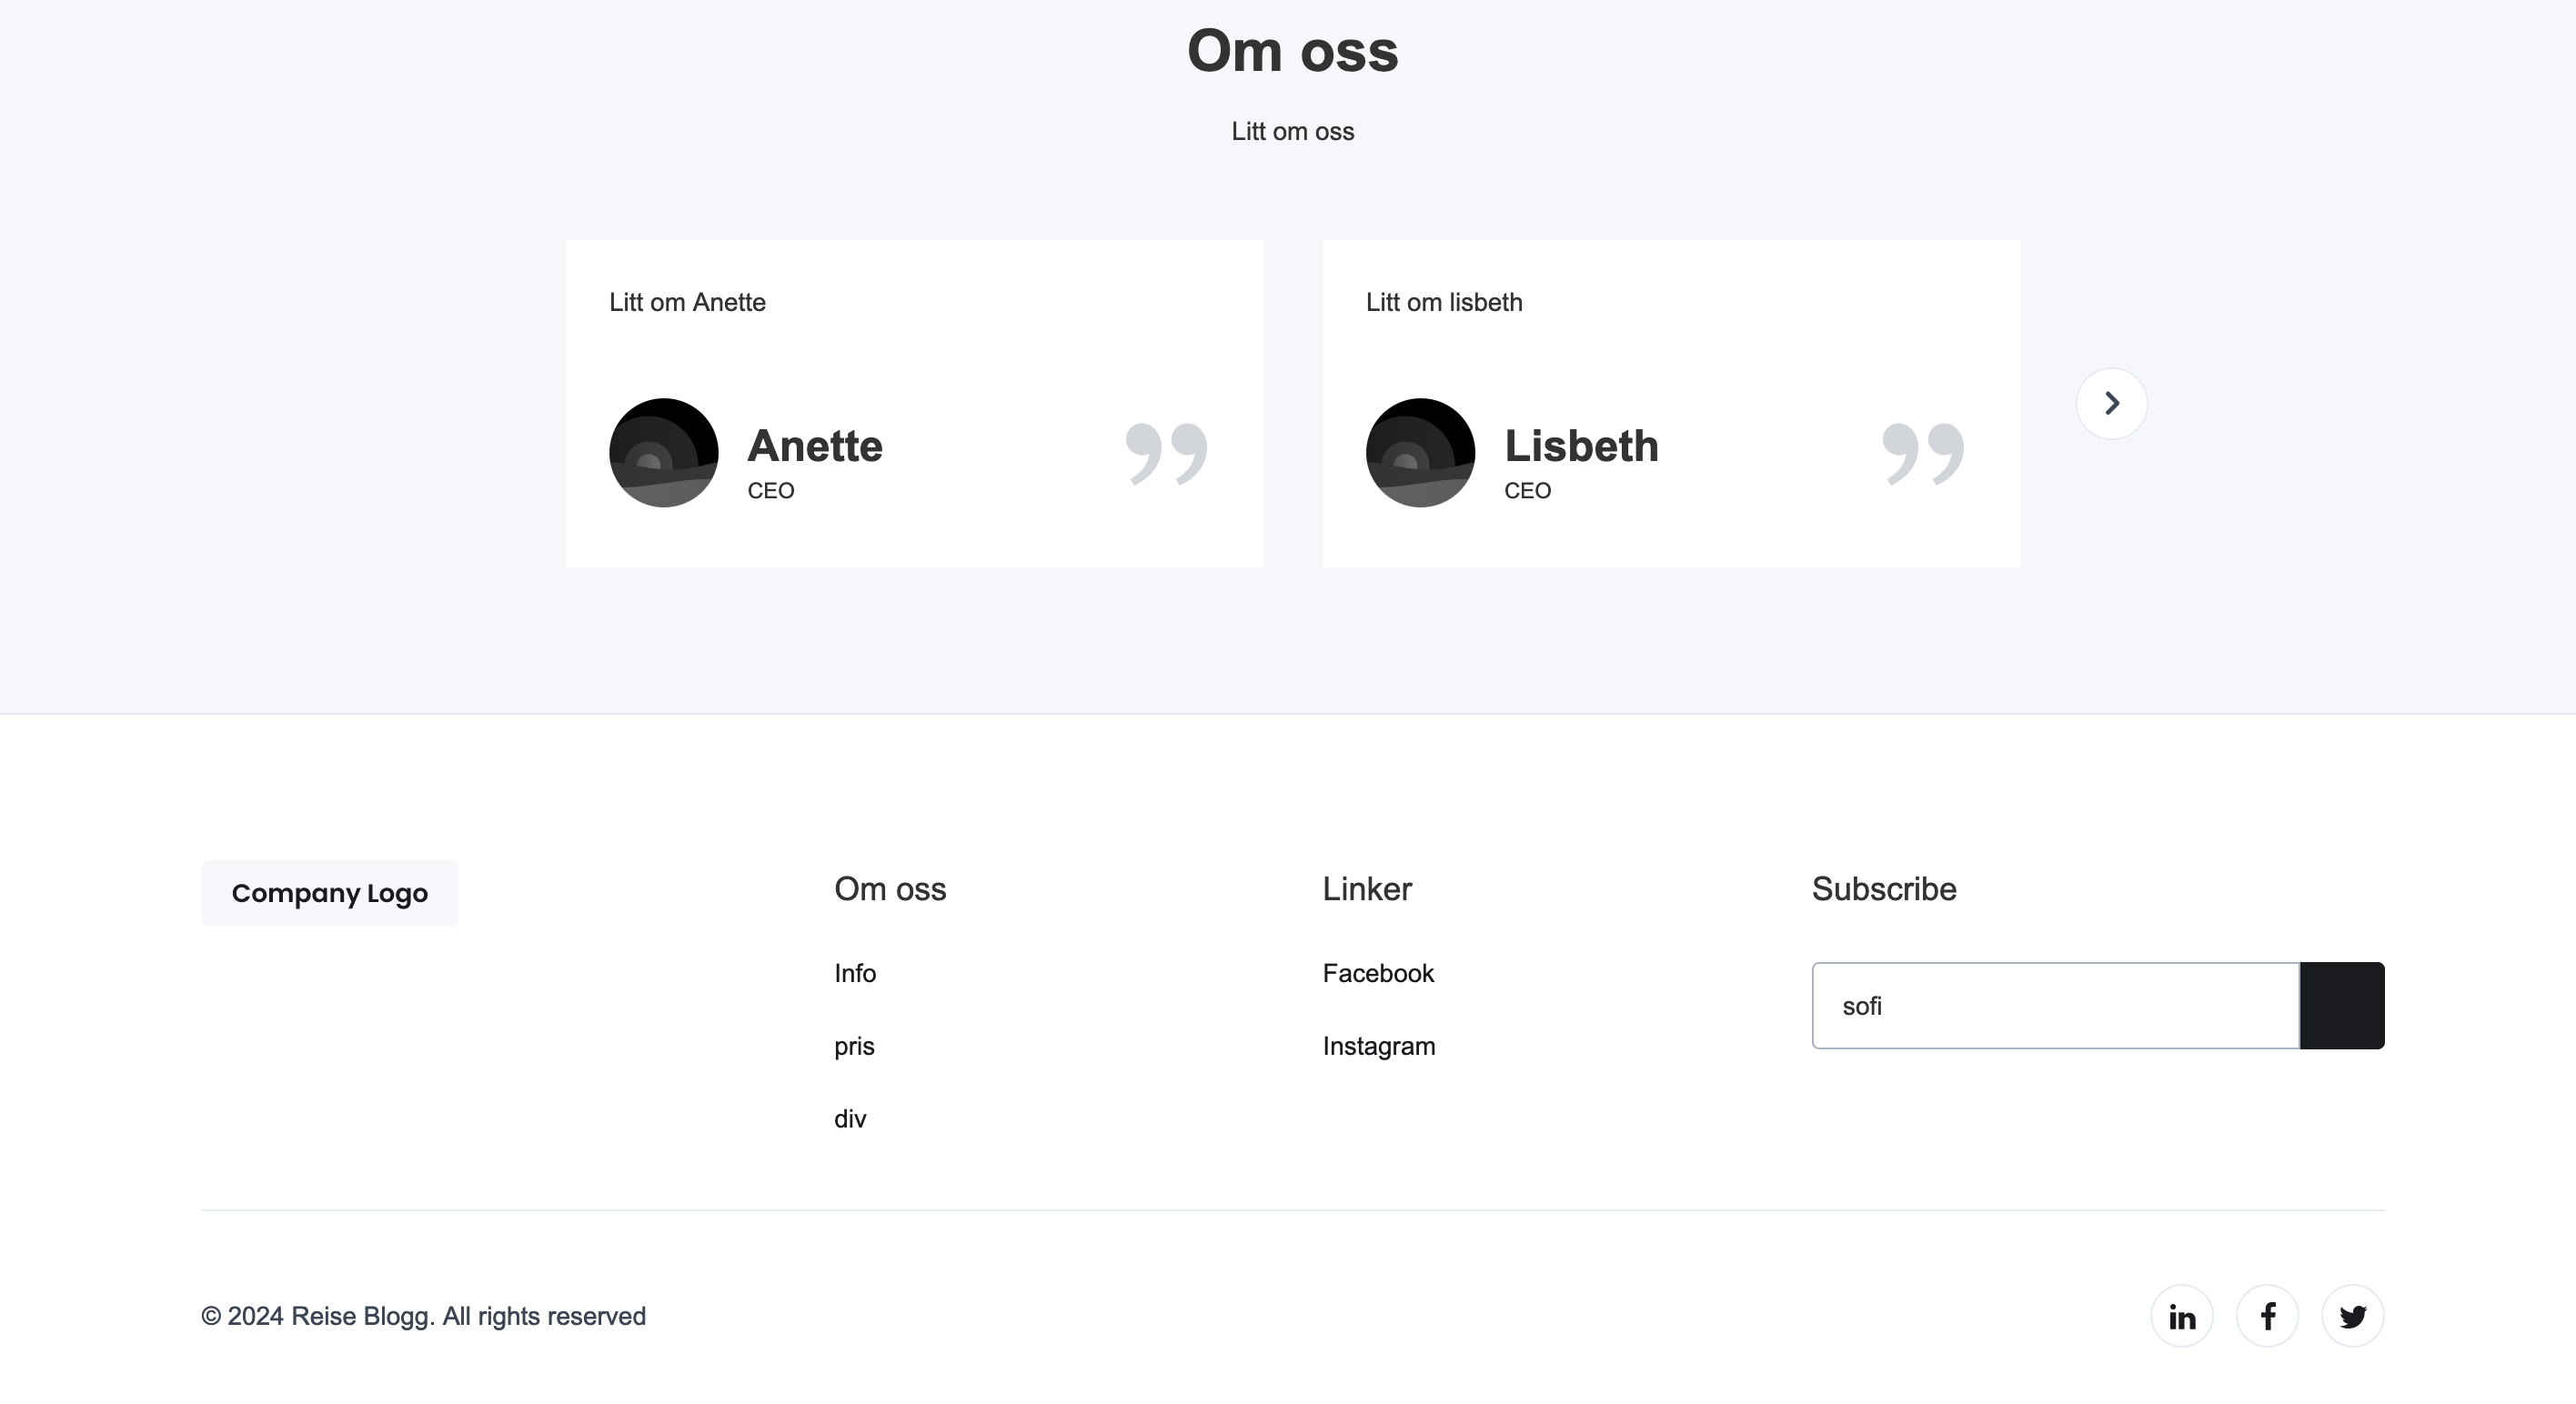 Om oss
Litt om oss
Litt om Anette
Anette
CEO
Litt om lisbeth
Lisbeth
CEO
Company Logo
Om oss
Info
pris
div
Linker
Facebook
Instagram
Subscribe
sofi
© 2024 Reise Blogg. All rights reserved